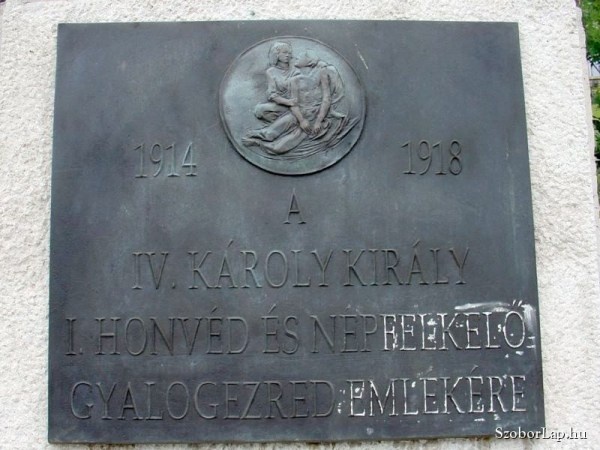 1914 1918
A
IV. KÁROLY KIRÁLY
I. HONVÉD ÉS NÉPFELKELŐ
GYALOGEZRED EMLÉKÉRE
SzoborLap.hu